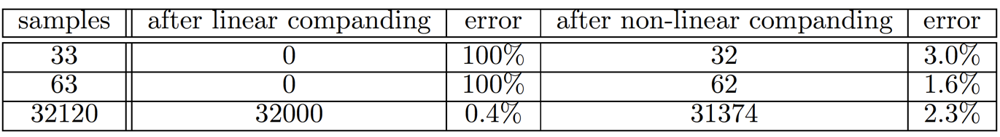 samples after linear companding error after non-linear companding error
33 0 100% 32 3.0%
63 0 100% 62 1.6%
32120 32000 0.4% 31374 2.3%